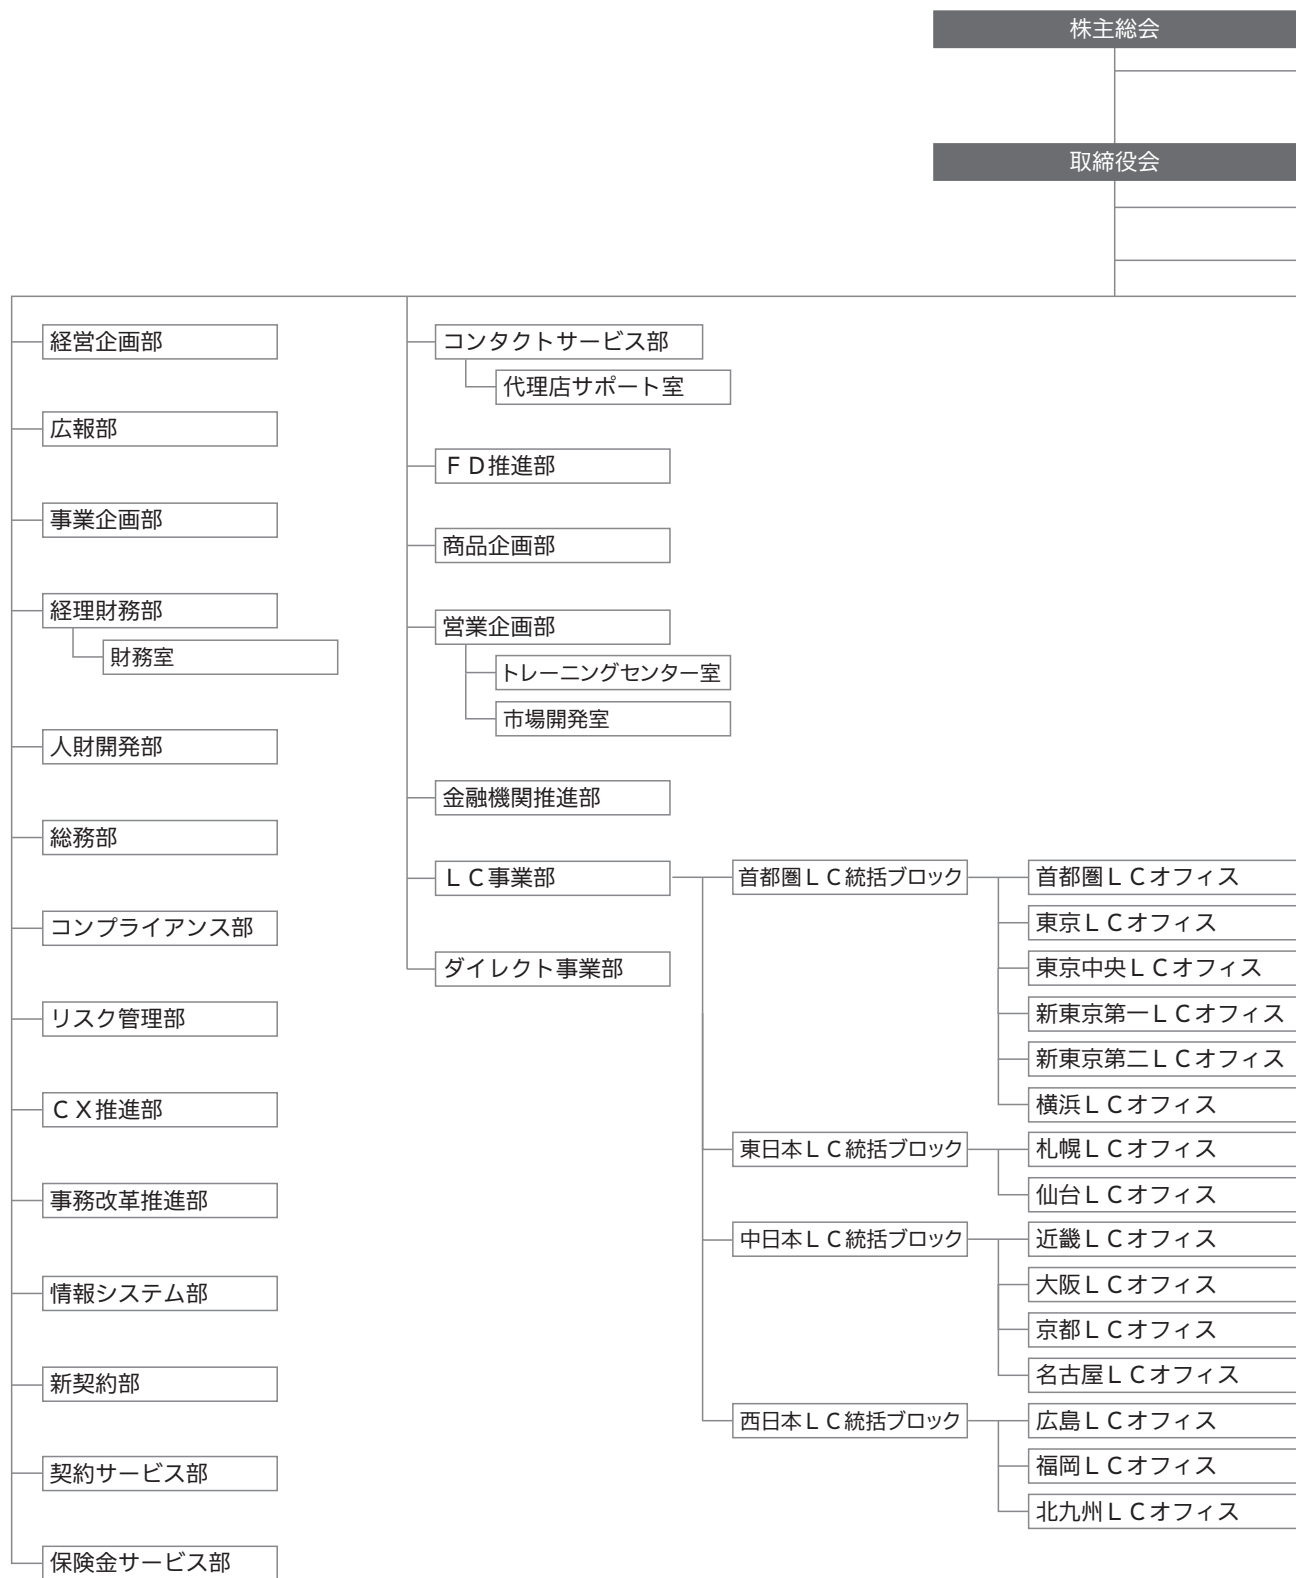 株主総会
取締役会
経営企画部
広報部
事業企画部
経理財務部
財務室
人財開発部
総務部
コンプライアンス部
リスク管理部
ＣＸ推進部
事務改革推進部
情報システム部
新契約部
契約サービス部
保険金サービス部
コンタクトサービス部
代理店サポート室
ＦＤ推進部
商品企画部
営業企画部
トレーニングセンター室
市場開発室
金融機関推進部
ＬＣ事業部
ダイレクト事業部
首都圏ＬＣ統括ブロック
首都圏ＬＣオフィス
東京ＬＣオフィス
東京中央ＬＣオフィス
新東京第一ＬＣオフィス
新東京第二ＬＣオフィス
横浜ＬＣオフィス
東日本ＬＣ統括ブロック
札幌ＬＣオフィス
仙台ＬＣオフィス
中日本ＬＣ統括ブロック
近畿ＬＣオフィス
大阪ＬＣオフィス
京都ＬＣオフィス
名古屋ＬＣオフィス
西日本ＬＣ統括ブロック
広島ＬＣオフィス
福岡ＬＣオフィス
北九州ＬＣオフィス